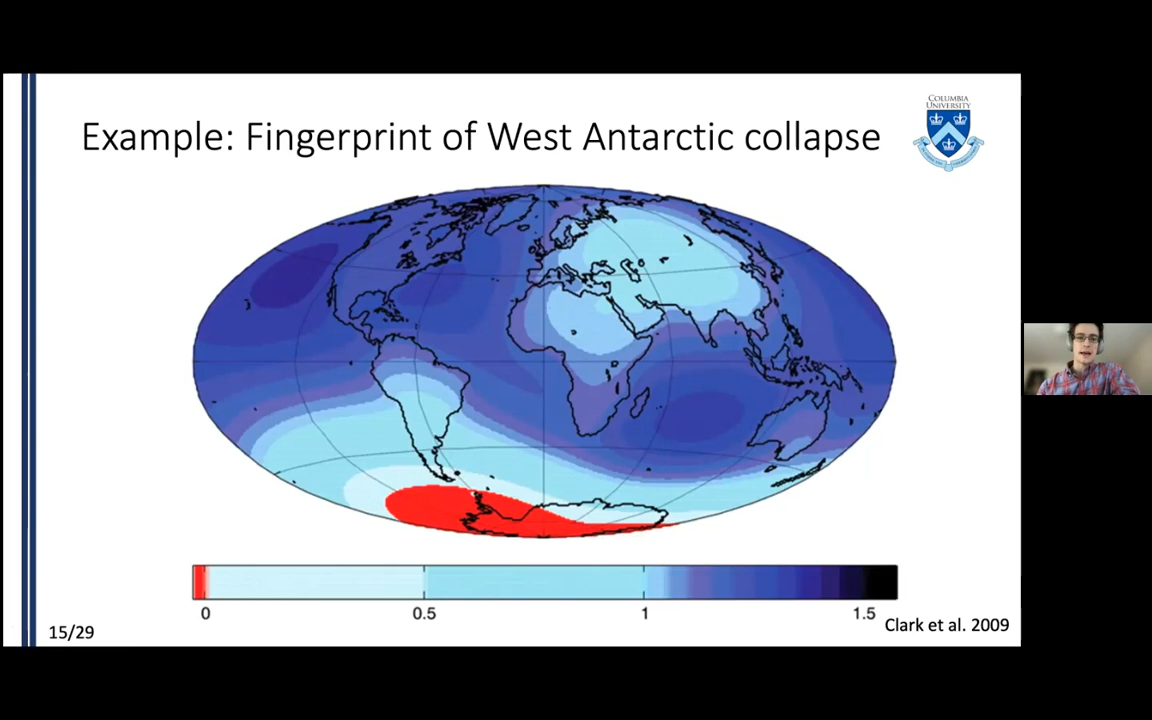 COLUMBIA
UNIVERSITY
Example: Fingerprint of West Antarctic collapse
0 0.5 1 1.5
Clark et al. 2009
15/29